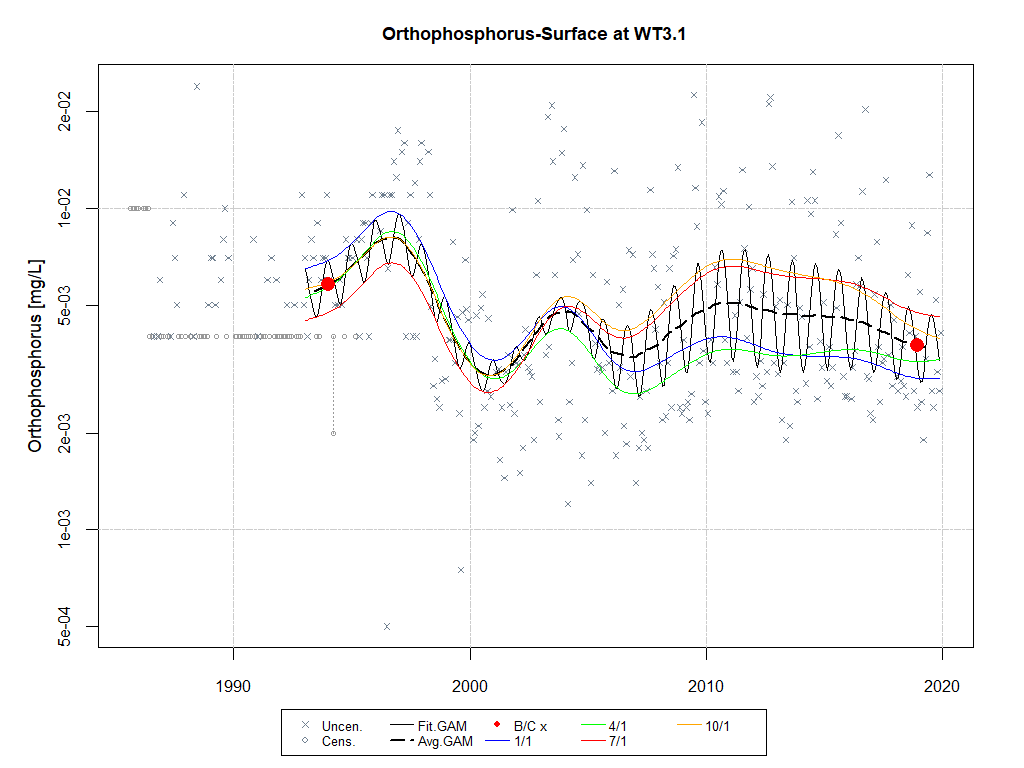 Orthophosphorus-Surface at WT3.1
Orthophosphorus [mg/L]
2e-02
1e-02
5e-03
2e-03
1e-03
5e-04
1990 2000 2010 2020
Uncen. Fit.GAM B/C x 4/1 10/1
Cens. Avg.GAM 1/1 7/1